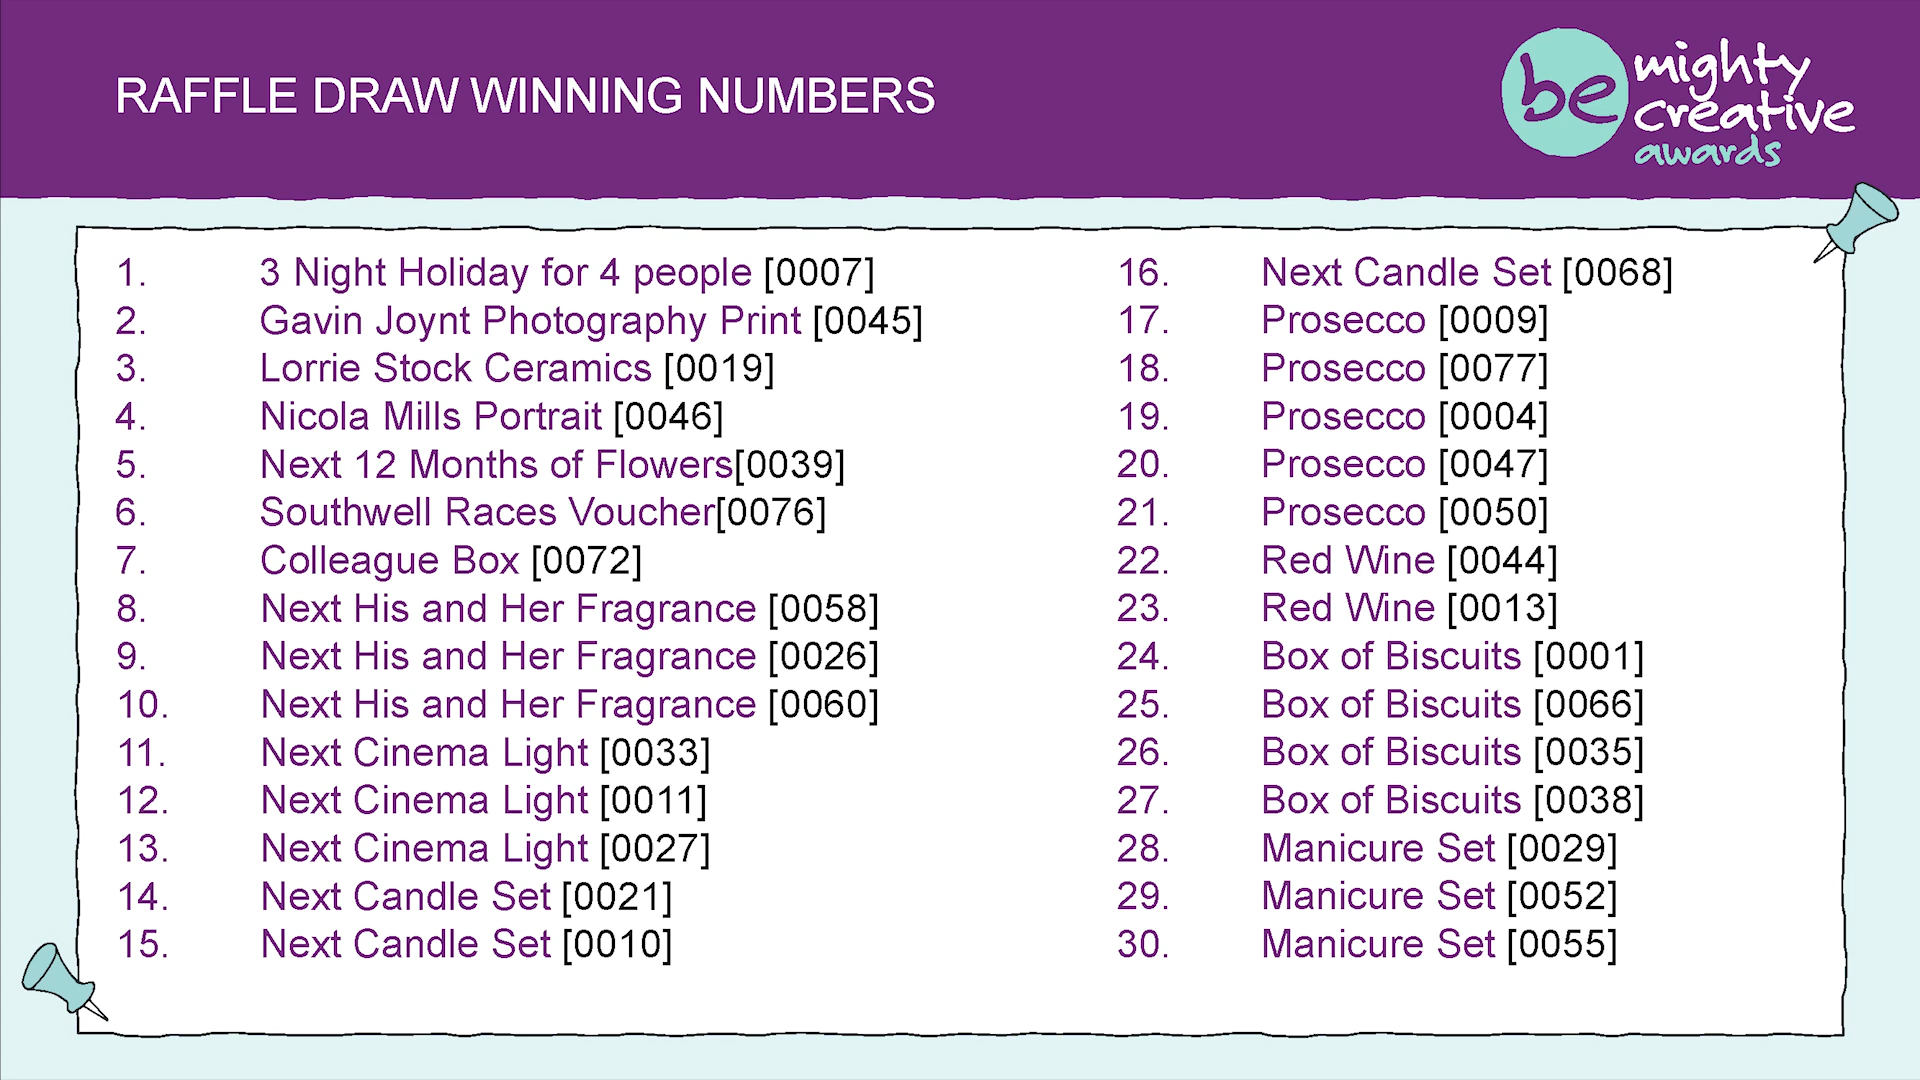 RAFFLE DRAW WINNING NUMBERS
be mighty
creative
awards
1. 3 Night Holiday for 4 people [0007]
2. Gavin Joynt Photography Print [0045]
3. Lorrie Stock Ceramics [0019]
4. Nicola Mills Portrait [0046]
5. Next 12 Months of Flowers[0039]
6. Southwell Races Voucher[0076]
7. Colleague Box [0072]
8. Next His and Her Fragrance [0058]
9. Next His and Her Fragrance [0026]
10. Next His and Her Fragrance [0060]
11. Next Cinema Light [0033]
12. Next Cinema Light [0011]
13. Next Cinema Light [0027]
14. Next Candle Set [0021]
15. Next Candle Set [0010]
16. Next Candle Set [0068]
17. Prosecco [0009]
18. Prosecco [0077]
19. Prosecco [0004]
20. Prosecco [0047]
21. Prosecco [0050]
22. Red Wine [0044]
23. Red Wine [0013]
24. Box of Biscuits [0001]
25. Box of Biscuits [0066]
26. Box of Biscuits [0035]
27. Box of Biscuits [0038]
28. Manicure Set [0029]
29. Manicure Set [0052]
30. Manicure Set [0055]